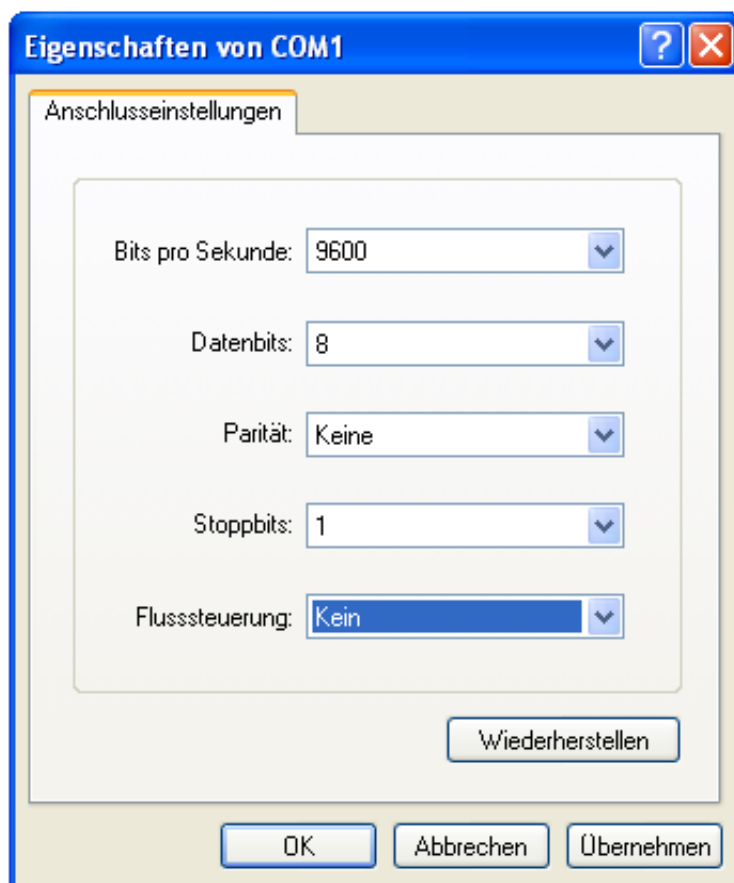 Eigenschaften von COM1
Anschlusseinstellungen
Bits pro Sekunde: 9600
Datenbits: 8
Parität: Keine
Stoppbits: 1
Flusssteuerung: Kein
Wiederherstellen
OK Abbrechen Übernehmen